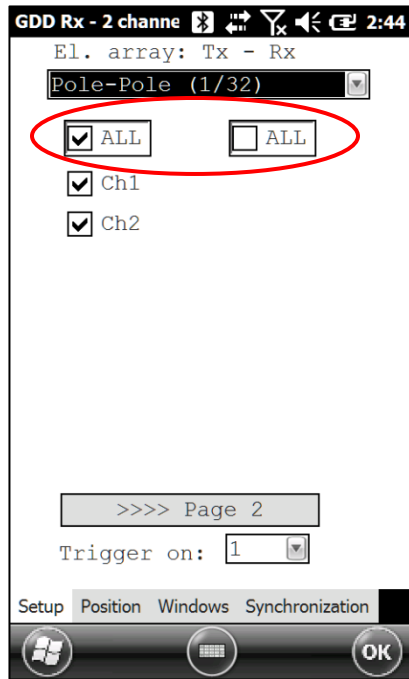 GDD Rx - 2 channe 2:44
El. array: Tx - Rx
Pole-Pole (1/32)
ALL ALL
Ch1
Ch2
>>>> Page 2
Trigger on: 1
Setup Position Windows Synchronization
OK